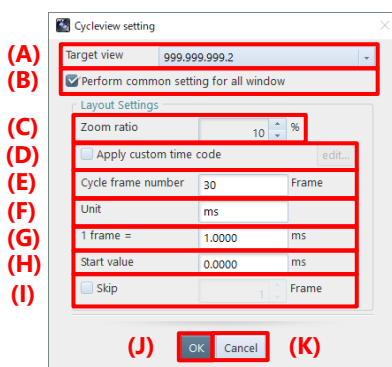 Cycleview setting
(A) Target view 999.999.999.2
(B) Perform common setting for all window
Layout Settings
(C) Zoom ratio 10 %
(D) Apply custom time code edit...
(E) Cycle frame number 30 Frame
(F) Unit ms
(G) 1 frame = 1.0000 ms
(H) Start value 0.0000 ms
(I) Skip 1 Frame
(J) OK Cancel (K)